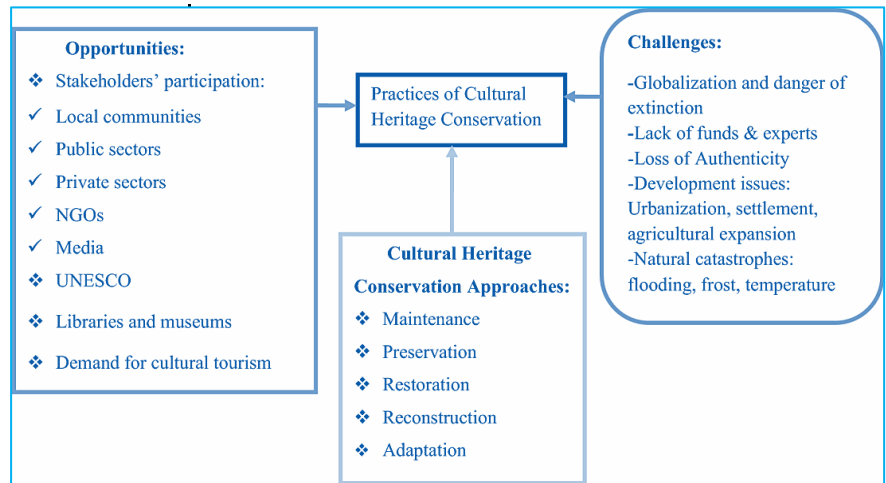 Opportunities:
❖ Stakeholders’ participation:
✓ Local communities
✓ Public sectors
✓ Private sectors
✓ NGOs
✓ Media
❖ UNESCO
❖ Libraries and museums
❖ Demand for cultural tourism
Practices of Cultural
Heritage Conservation
Cultural Heritage
Conservation Approaches:
❖ Maintenance
❖ Preservation
❖ Restoration
❖ Reconstruction
❖ Adaptation
Challenges:
-Globalization and danger of
extinction
-Lack of funds & experts
-Loss of Authenticity
-Development issues:
Urbanization, settlement,
agricultural expansion
-Natural catastrophes:
flooding, frost, temperature